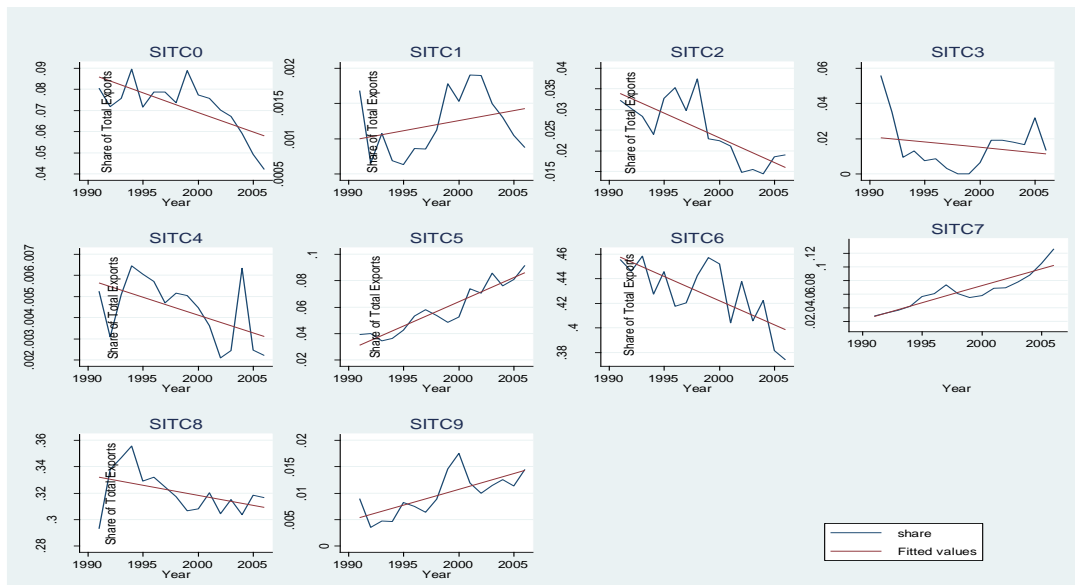 SITC0
SITC1
SITC2
SITC3
Share of Total Exports
.04 .05 .06 .07 .08 .09
1990 1995 2000 2005
Year
Share of Total Exports
.0005 .001 .0015 .002
1990 1995 2000 2005
Year
Share of Total Exports
.015 .02 .025 .03 .035 .04
1990 1995 2000 2005
Year
0 .02 .04 .06
1990 1995 2000 2005
Year
SITC4
SITC5
SITC6
SITC7
Share of Total Exports
.002 .003 .004 .005 .006 .007
1990 1995 2000 2005
Year
Share of Total Exports
.02 .04 .06 .08 .1
1990 1995 2000 2005
Year
Share of Total Exports
.38 .4 .42 .44 .46
1990 1995 2000 2005
Year
.02 .04 .06 .08 .1 .12
1990 1995 2000 2005
Year
SITC8
SITC9
Share of Total Exports
.28 .3 .32 .34 .36
1990 1995 2000 2005
Year
0 .005 .01 .015 .02
1990 1995 2000 2005
Year
share
Fitted values